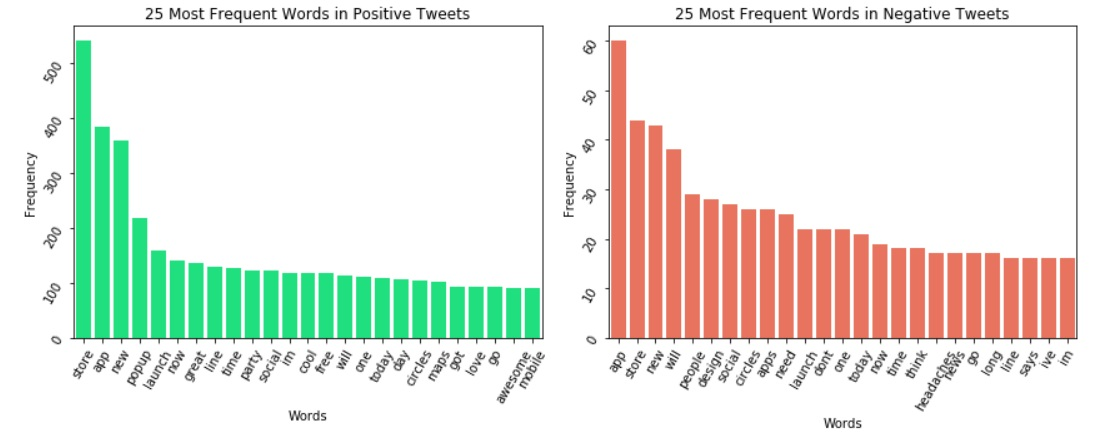 25 Most Frequent Words in Positive Tweets
Frequency
500
400
300
200
100
0
store app new popup launch now great line time party social im cool free will one today day circles maps got love go awesome mobile
Words
25 Most Frequent Words in Negative Tweets
Frequency
60
50
40
30
20
10
0
app store new will people design social circles apps need launch dont one today now time think headaches news go long line says ive im
Words